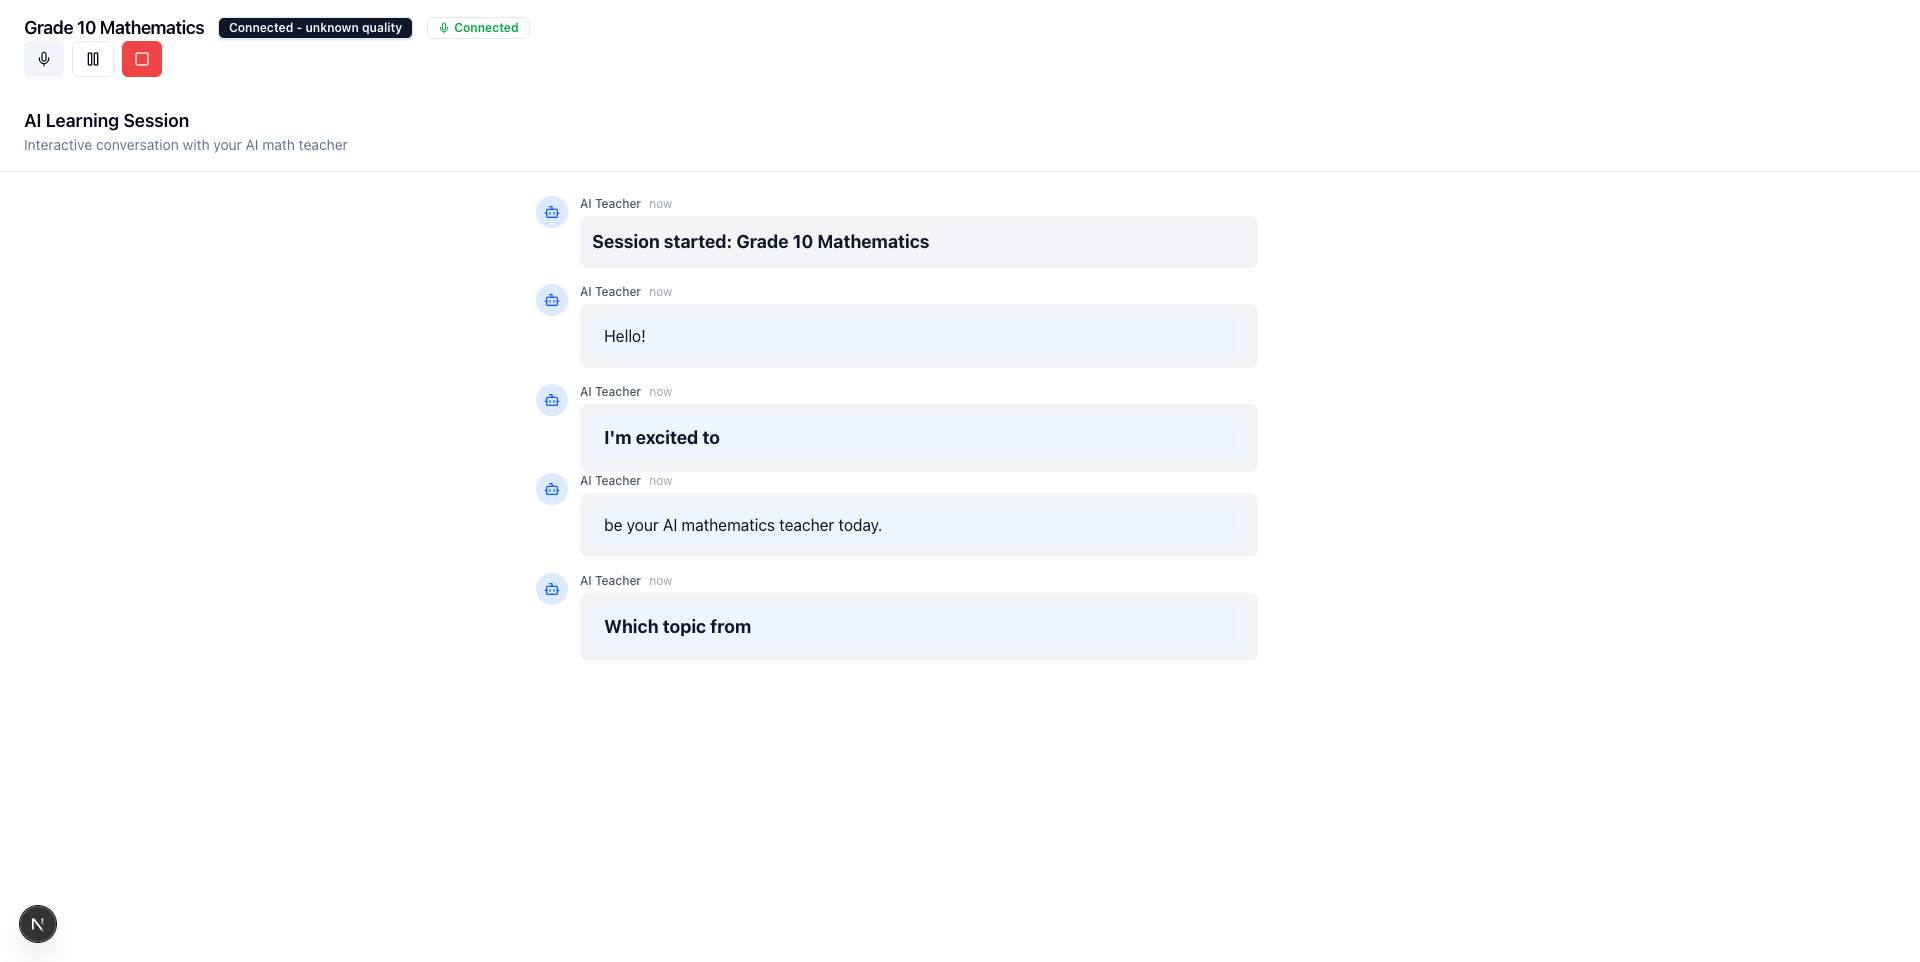 Grade 10 Mathematics Connected - unknown quality Connected
AI Learning Session
Interactive conversation with your AI math teacher
AI Teacher now
Session started: Grade 10 Mathematics
AI Teacher now
Hello!
AI Teacher now
I'm excited to
AI Teacher now
be your AI mathematics teacher today.
AI Teacher now
Which topic from
N